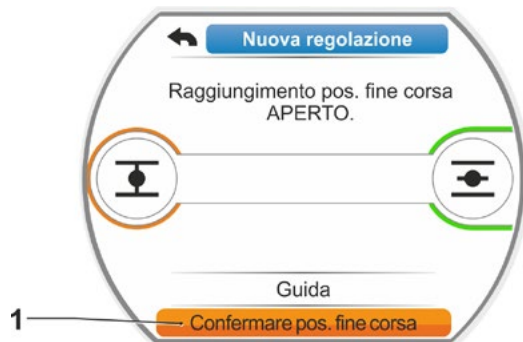 Nuova regolazione
Raggiungimento pos. fine corsa
APERTO.
Guida
1
Confermare pos. fine corsa